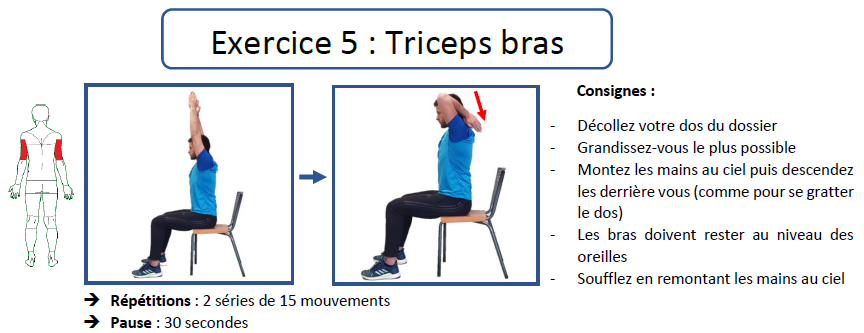 Exercice 5 : Triceps bras
Consignes :
- Décollez votre dos du dossier
- Grandissez-vous le plus possible
- Montez les mains au ciel puis descendez
les derrière vous (comme pour se gratter
le dos)
- Les bras doivent rester au niveau des
oreilles
- Soufflez en remontant les mains au ciel
➔ Répétitions : 2 séries de 15 mouvements
➔ Pause : 30 secondes